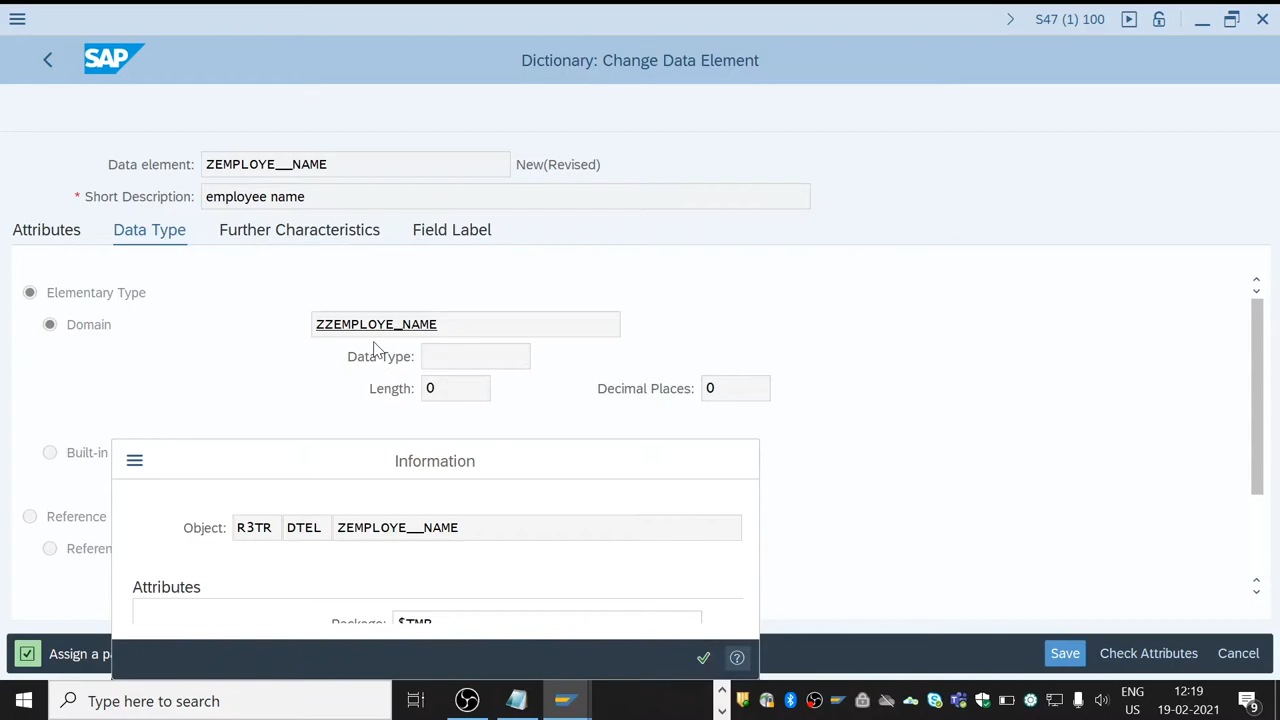 S47 (1) 100
SAP
Dictionary: Change Data Element
Data element: ZEMPLOYE__NAME New(Revised)
* Short Description: employee name
Attributes Data Type Further Characteristics Field Label
Elementary Type
Domain ZZEMPLOYE_NAME
Data Type:
Length: 0 Decimal Places: 0
Built-in
Information
Reference
Object: R3TR DTEL ZEMPLOYE__NAME
Referen
Attributes
Package: $TMP
Assign a p
Save Check Attributes Cancel
Type here to search
ENG 12:19
US 19-02-2021
9